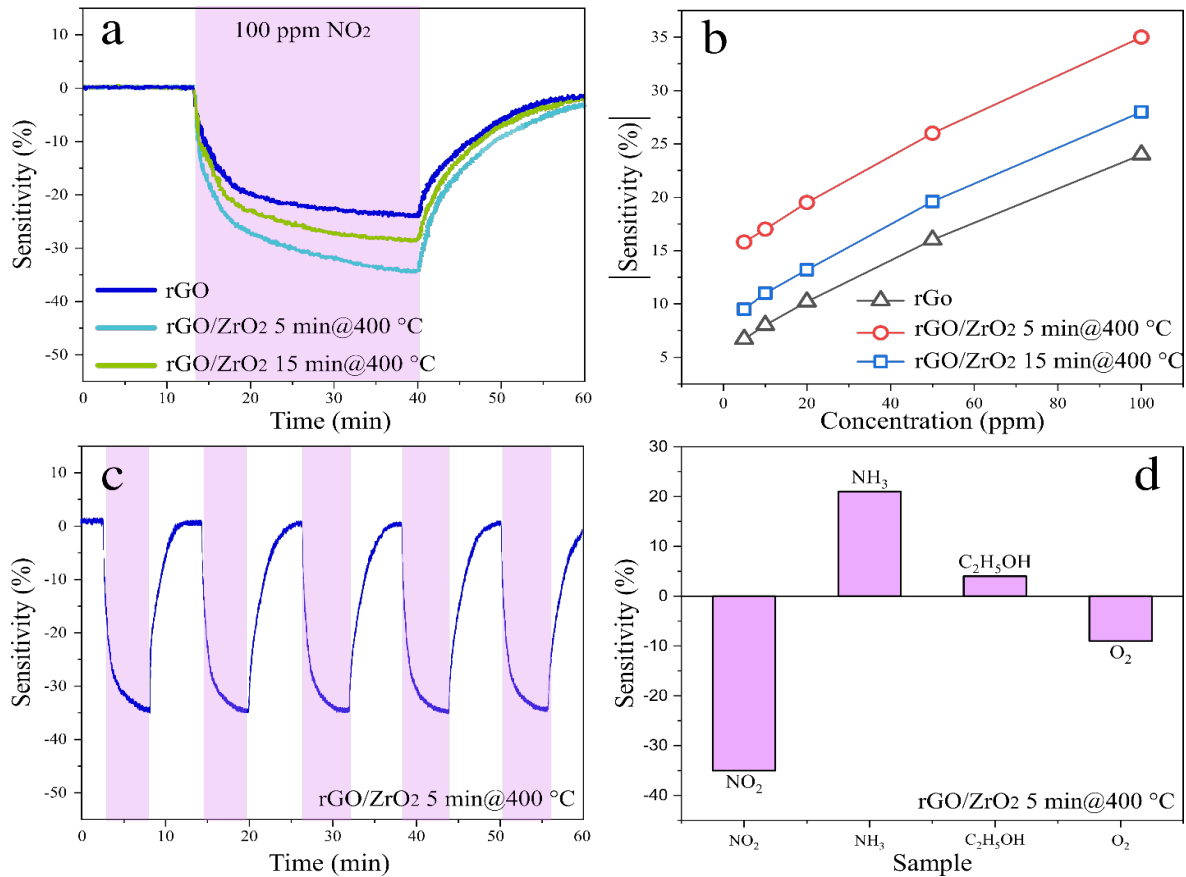 a
100 ppm NO₂
Sensitivity (%)
10
0
-10
-20
-30
-40
-50
rGO
rGO/ZrO₂ 5 min@400 °C
rGO/ZrO₂ 15 min@400 °C
0 10 20 30 40 50 60
Time (min)
b
|Sensitivity (%)|
35
30
25
20
15
10
5
rGo
rGO/ZrO₂ 5 min@400 °C
rGO/ZrO₂ 15 min@400 °C
0 20 40 60 80 100
Concentration (ppm)
c
Sensitivity (%)
10
0
-10
-20
-30
-40
-50
rGO/ZrO₂ 5 min@400 °C
0 10 20 30 40 50 60
Time (min)
d
Sensitivity (%)
30
20
10
0
-10
-20
-30
-40
NH₃
C₂H₅OH
O₂
NO₂
rGO/ZrO₂ 5 min@400 °C
NO₂ NH₃ C₂H₅OH O₂
Sample